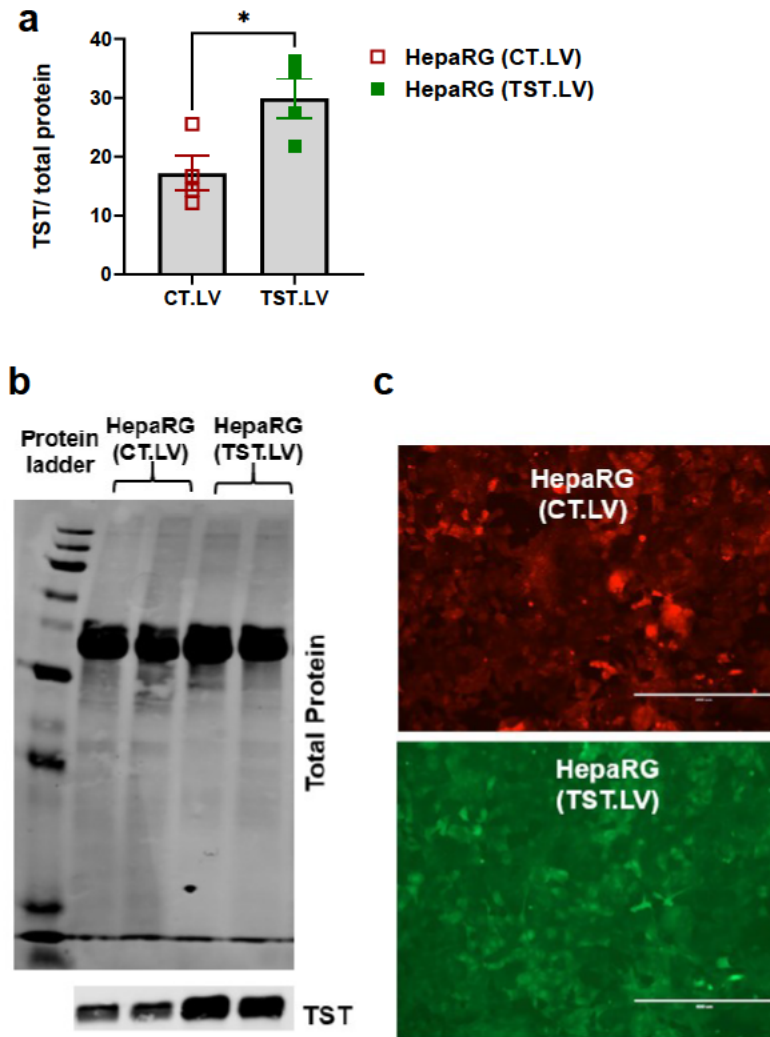 a
*
40
30
20
10
0
TST/ total protein
CT.LV
TST.LV
HepaRG (CT.LV)
HepaRG (TST.LV)
b
Protein
ladder
HepaRG
(CT.LV)
HepaRG
(TST.LV)
Total Protein
TST
c
HepaRG
(CT.LV)
HepaRG
(TST.LV)